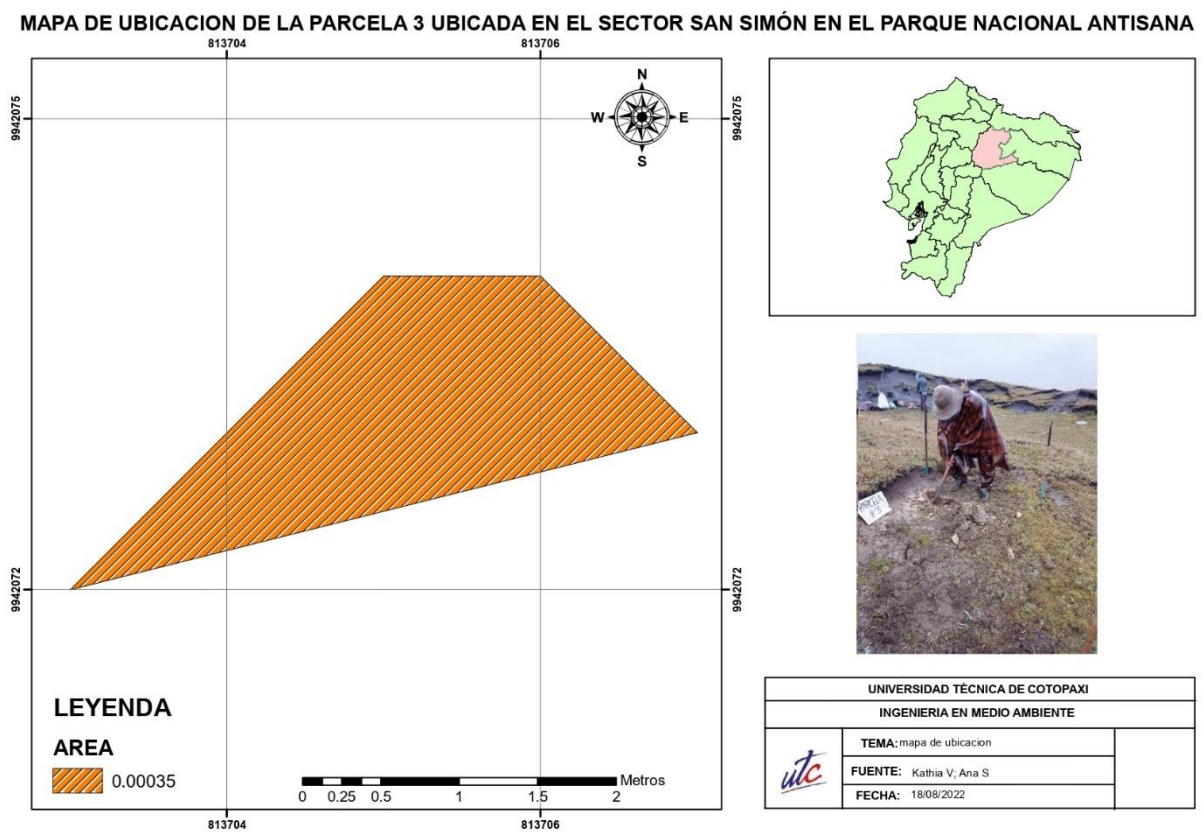 MAPA DE UBICACION DE LA PARCELA 3 UBICADA EN EL SECTOR SAN SIMÓN EN EL PARQUE NACIONAL ANTISANA
813704
813706
9942075
9942075
N
W
E
S
9942072
9942072
LEYENDA
AREA
0.00035
Metros
0 0.25 0.5 1 1.5 2
813704
813706
PARCELA
#3
UNIVERSIDAD TÈCNICA DE COTOPAXI
INGENIERIA EN MEDIO AMBIENTE
utc
TEMA: mapa de ubicacion
FUENTE: Kathia V; Ana S
FECHA: 18/08/2022